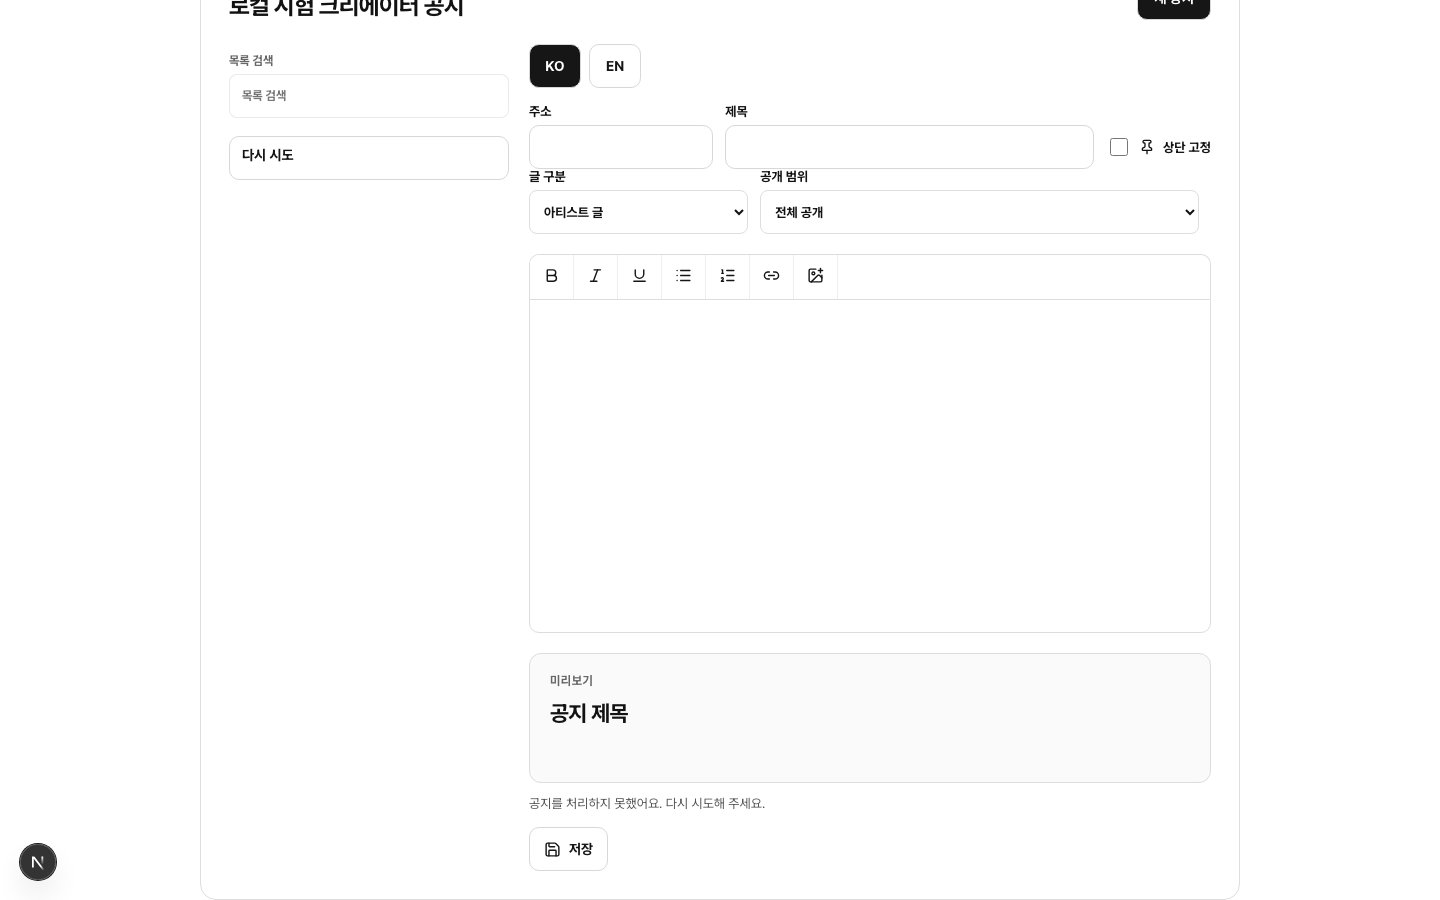 로컬 시험 크리에이터 공지
새 공지
목록 검색
목록 검색
다시 시도
KO
EN
주소
제목
상단 고정
글 구분
공개 범위
아티스트 글
전체 공개
미리보기
공지 제목
공지를 처리하지 못했어요. 다시 시도해 주세요.
저장
N